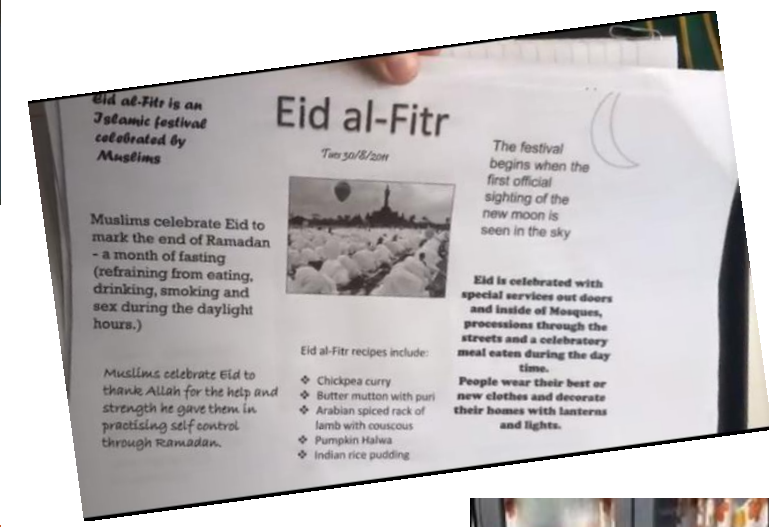 Eid al-Fitr is an
Islamic festival
celebrated by
Muslims
Eid al-Fitr
Tues 30/8/2011
The festival
begins when the
first official
sighting of the
new moon is
seen in the sky
Muslims celebrate Eid to
mark the end of Ramadan
- a month of fasting
(refraining from eating,
drinking, smoking and
sex during the daylight
hours.)
Eid is celebrated with
special services out doors
and inside of Mosques,
processions through the
streets and a celebratory
meal eaten during the day
time.
People wear their best or
new clothes and decorate
their homes with lanterns
and lights.
Muslims celebrate Eid to
thank Allah for the help and
strength he gave them in
practising self control
through Ramadan.
Eid al-Fitr recipes include:
❖ Chickpea curry
❖ Butter mutton with puri
❖ Arabian spiced rack of
lamb with couscous
❖ Pumpkin Halwa
❖ Indian rice pudding